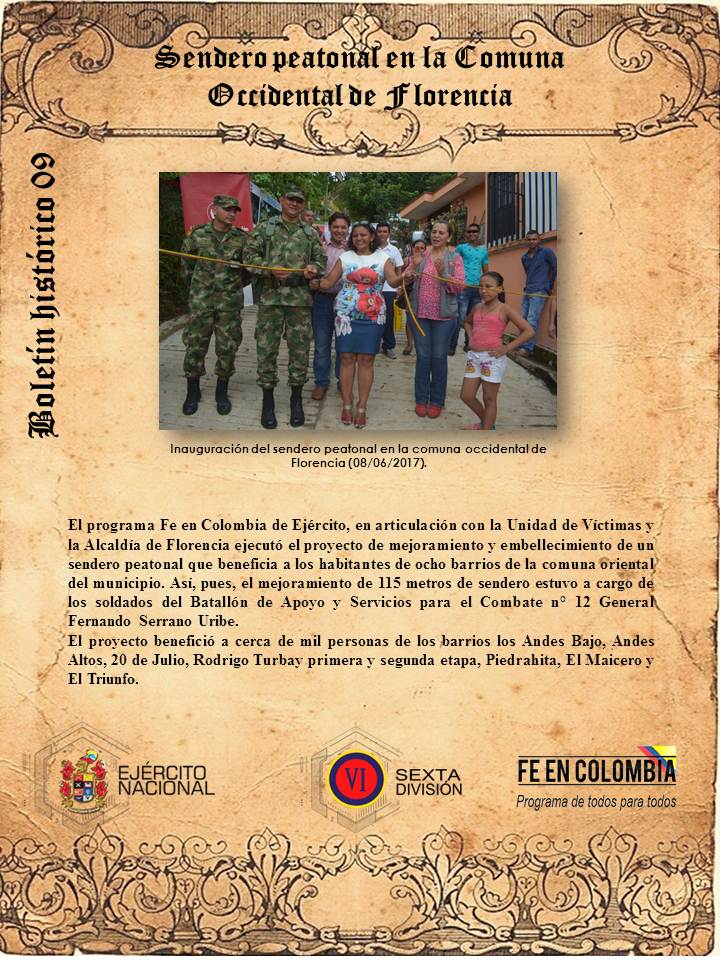 Sendero peatonal en la Comuna
Occidental de Florencia
Boletín histórico 09
Inauguración del sendero peatonal en la comuna occidental de
Florencia (08/06/2017).
El programa Fe en Colombia de Ejército, en articulación con la Unidad de Víctimas y
la Alcaldía de Florencia ejecutó el proyecto de mejoramiento y embellecimiento de un
sendero peatonal que beneficia a los habitantes de ocho barrios de la comuna oriental
del municipio. Así, pues, el mejoramiento de 115 metros de sendero estuvo a cargo de
los soldados del Batallón de Apoyo y Servicios para el Combate n° 12 General
Fernando Serrano Uribe.
El proyecto benefició a cerca de mil personas de los barrios los Andes Bajo, Andes
Altos, 20 de Julio, Rodrigo Turbay primera y segunda etapa, Piedrahita, El Maicero y
El Triunfo.
EJÉRCITO
NACIONAL
VI
SEXTA
DIVISIÓN
FE EN COLOMBIA
Programa de todos para todos